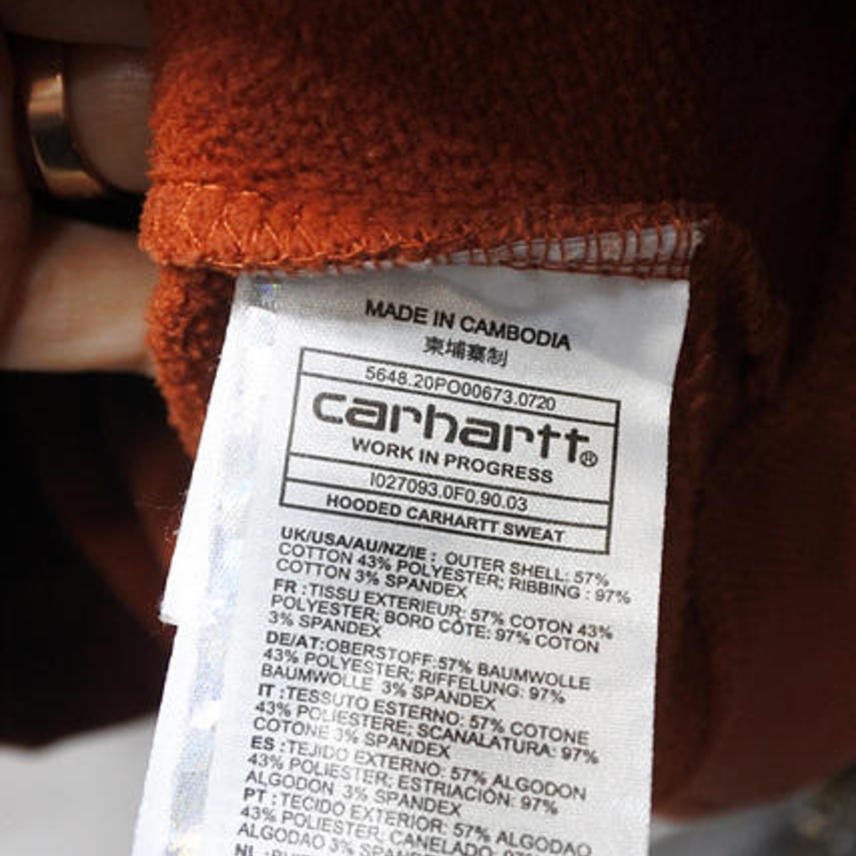 MADE IN CAMBODIA
柬埔寨制
5648.20PO00673.0720
carhartt®
WORK IN PROGRESS
I027093.0F0.90.03
HOODED CARHARTT SWEAT
UK/USA/AU/NZ/IE : OUTER SHELL: 57%
COTTON 43% POLYESTER; RIBBING : 97%
COTTON 3% SPANDEX
FR : TISSU EXTERIEUR: 57% COTON 43%
POLYESTER; BORD CÔTE: 97% COTON
3% SPANDEX
DE/AT:OBERSTOFF:57% BAUMWOLLE
43% POLYESTER; RIFFELUNG: 97%
BAUMWOLLE 3% SPANDEX
IT :TESSUTO ESTERNO: 57% COTONE
43% POLIESTERE; SCANALATURA: 97%
COTONE 3% SPANDEX
ES :TEJIDO EXTERNO: 57% ALGODON
43% POLIESTER; ESTRIACIÓN: 97%
ALGODON 3% SPANDEX
PT : TECIDO EXTERIOR: 57% ALGODAO
43% POLIESTER, CANELADO: 97%
ALGODAO 3%
NL :